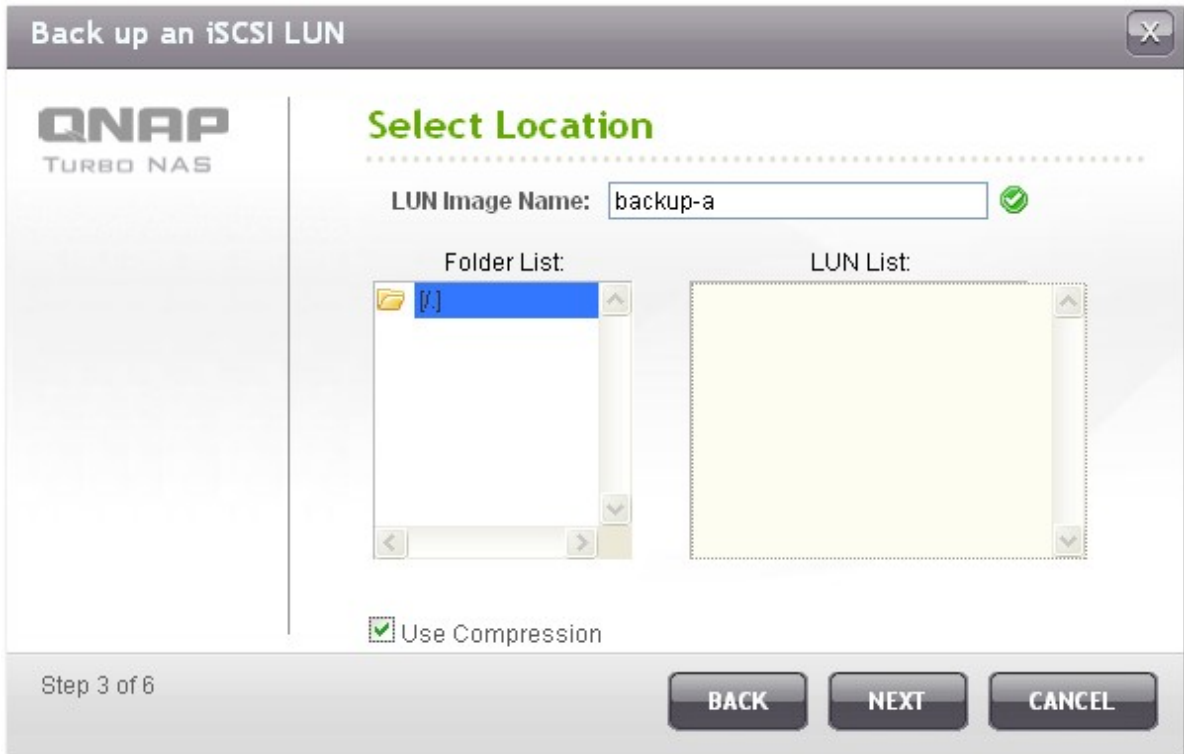 Back up an iSCSI LUN
X
QNAP
TURBO NAS
Select Location
LUN Image Name: backup-a
Folder List: LUN List:
[/.]
Use Compression
Step 3 of 6
BACK NEXT CANCEL